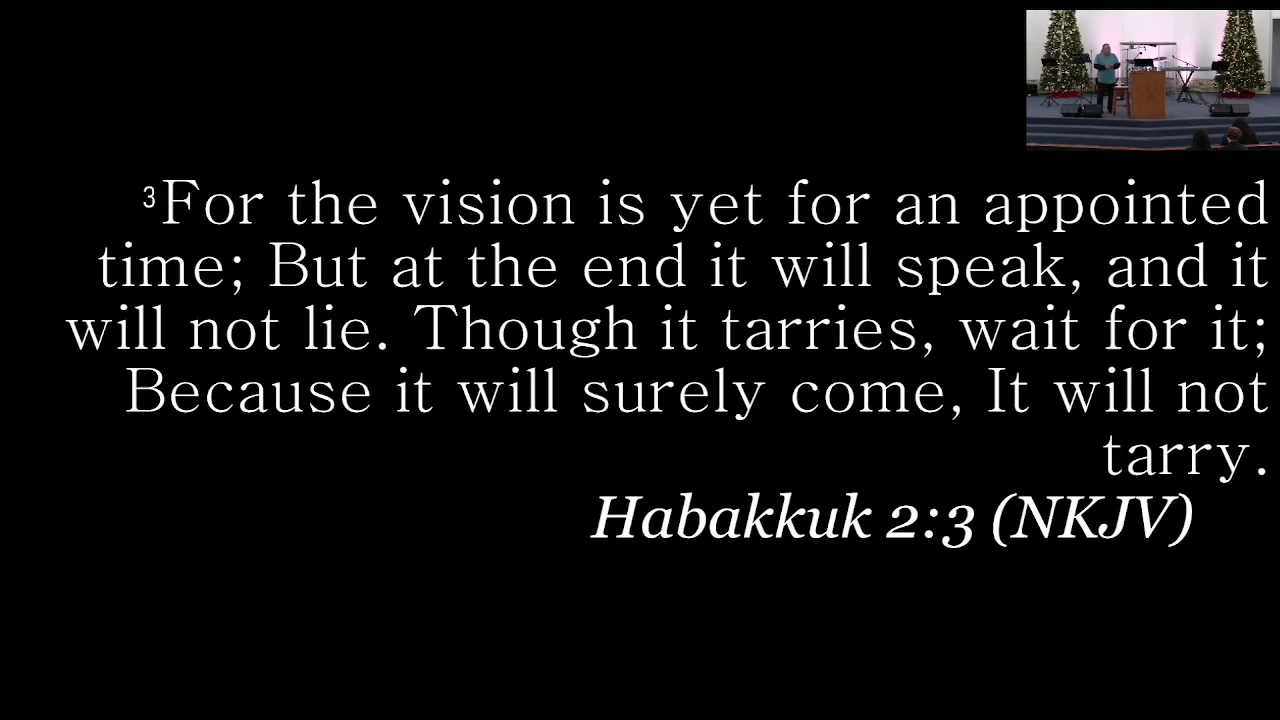 ³For the vision is yet for an appointed
time; But at the end it will speak, and it
will not lie. Though it tarries, wait for it;
Because it will surely come, It will not
tarry.
Habakkuk 2:3 (NKJV)